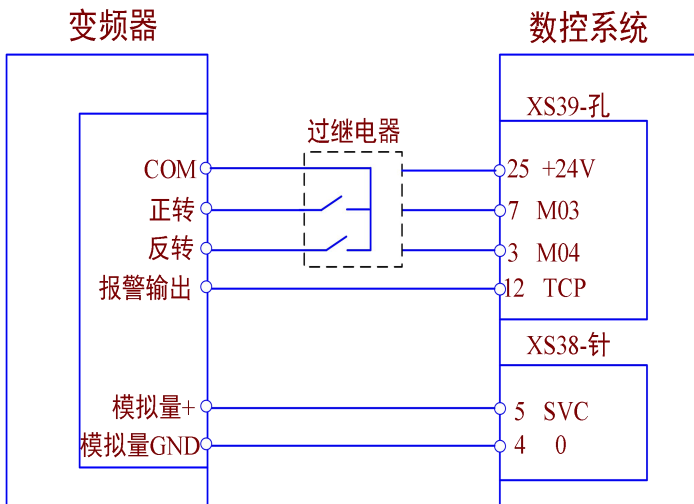 变频器
数控系统
XS39-孔
过继电器
COM
25 +24V
正转
7 M03
反转
3 M04
报警输出
12 TCP
XS38-针
模拟量+
5 SVC
模拟量GND
4 0